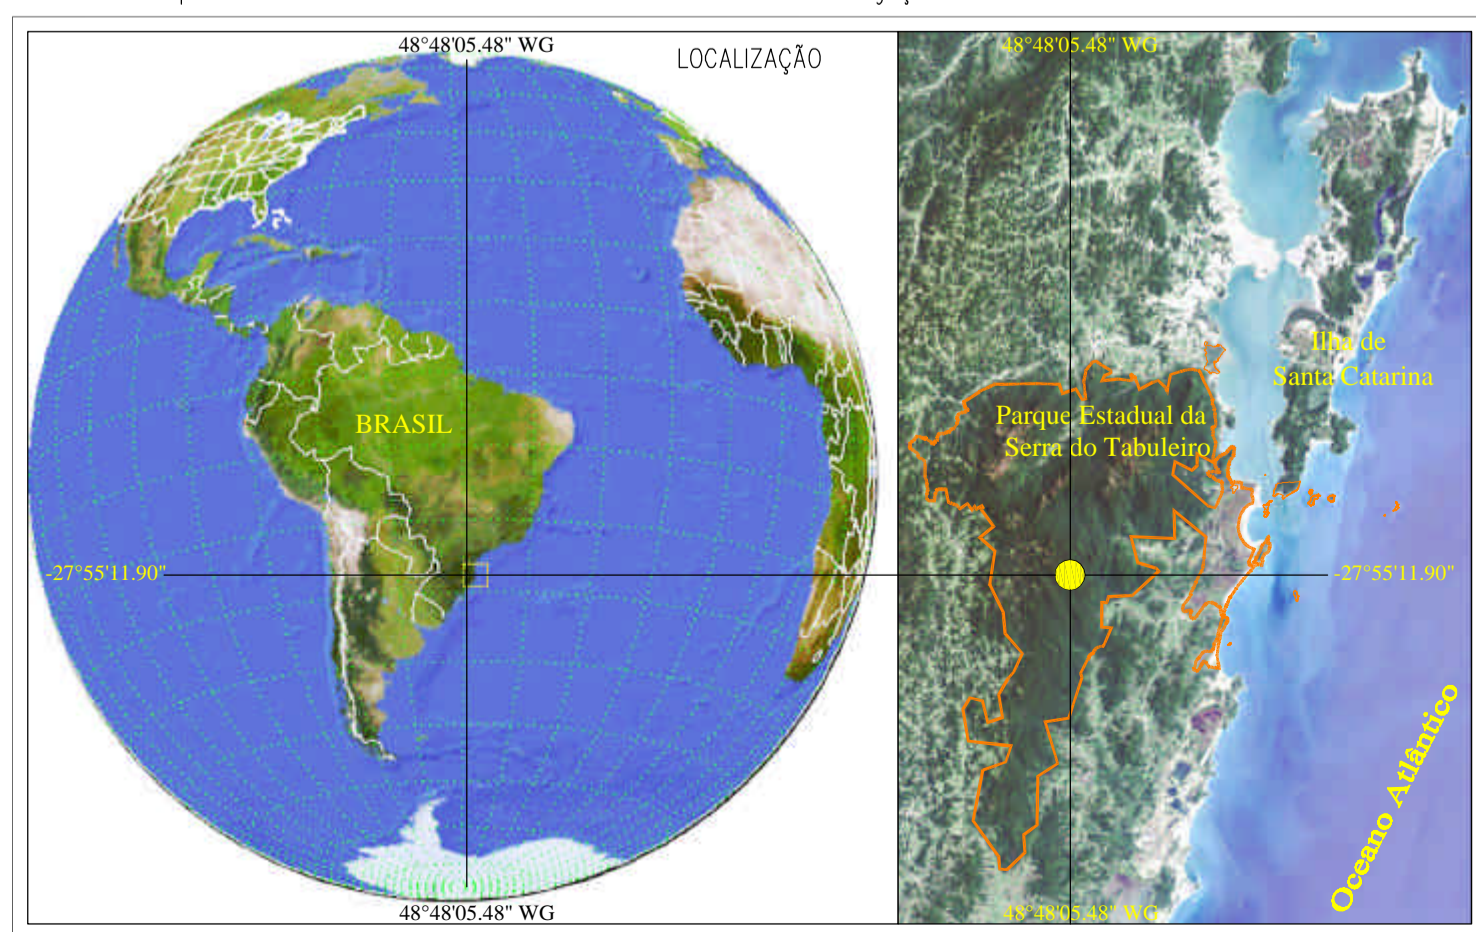 48°48'05.48" WG
LOCALIZAÇÃO
BRASIL
-27°55'11.90"
48°48'05.48" WG
48°48'05.48" WG
Ilha de
Santa Catarina
Parque Estadual da
Serra do Tabuleiro
-27°55'11.90"
Oceano Atlântico
48°48'05.48" WG